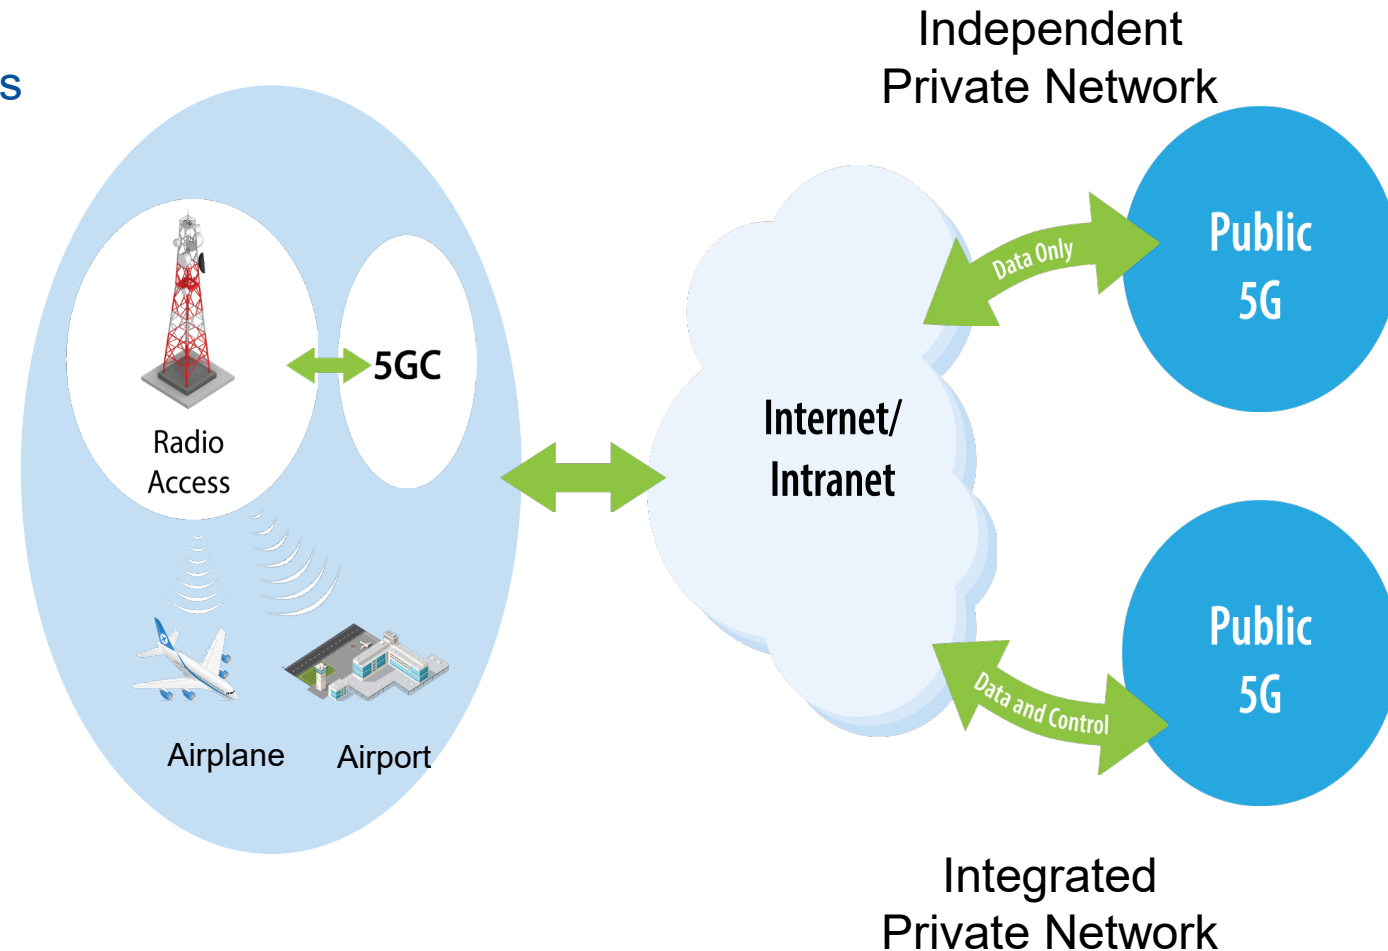 s
Independent
Private Network
Public
5G
Data Only
5GC
Radio
Access
Internet/
Intranet
Airplane
Airport
Public
5G
Data and Control
Integrated
Private Network